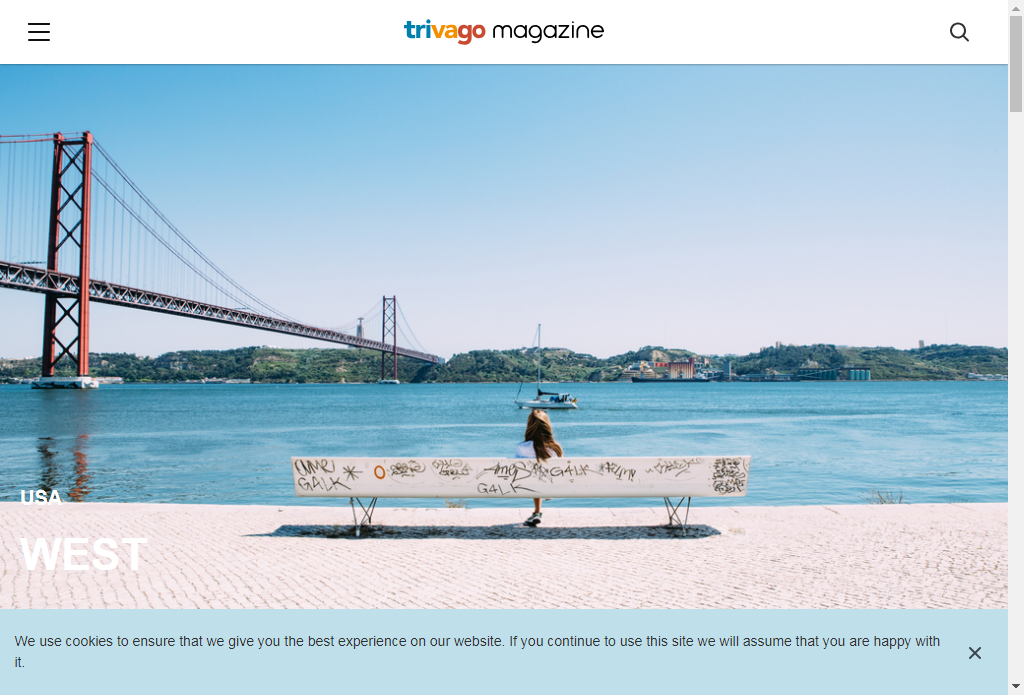 trivago magazine
USA
WEST
We use cookies to ensure that we give you the best experience on our website. If you continue to use this site we will assume that you are happy with
it.